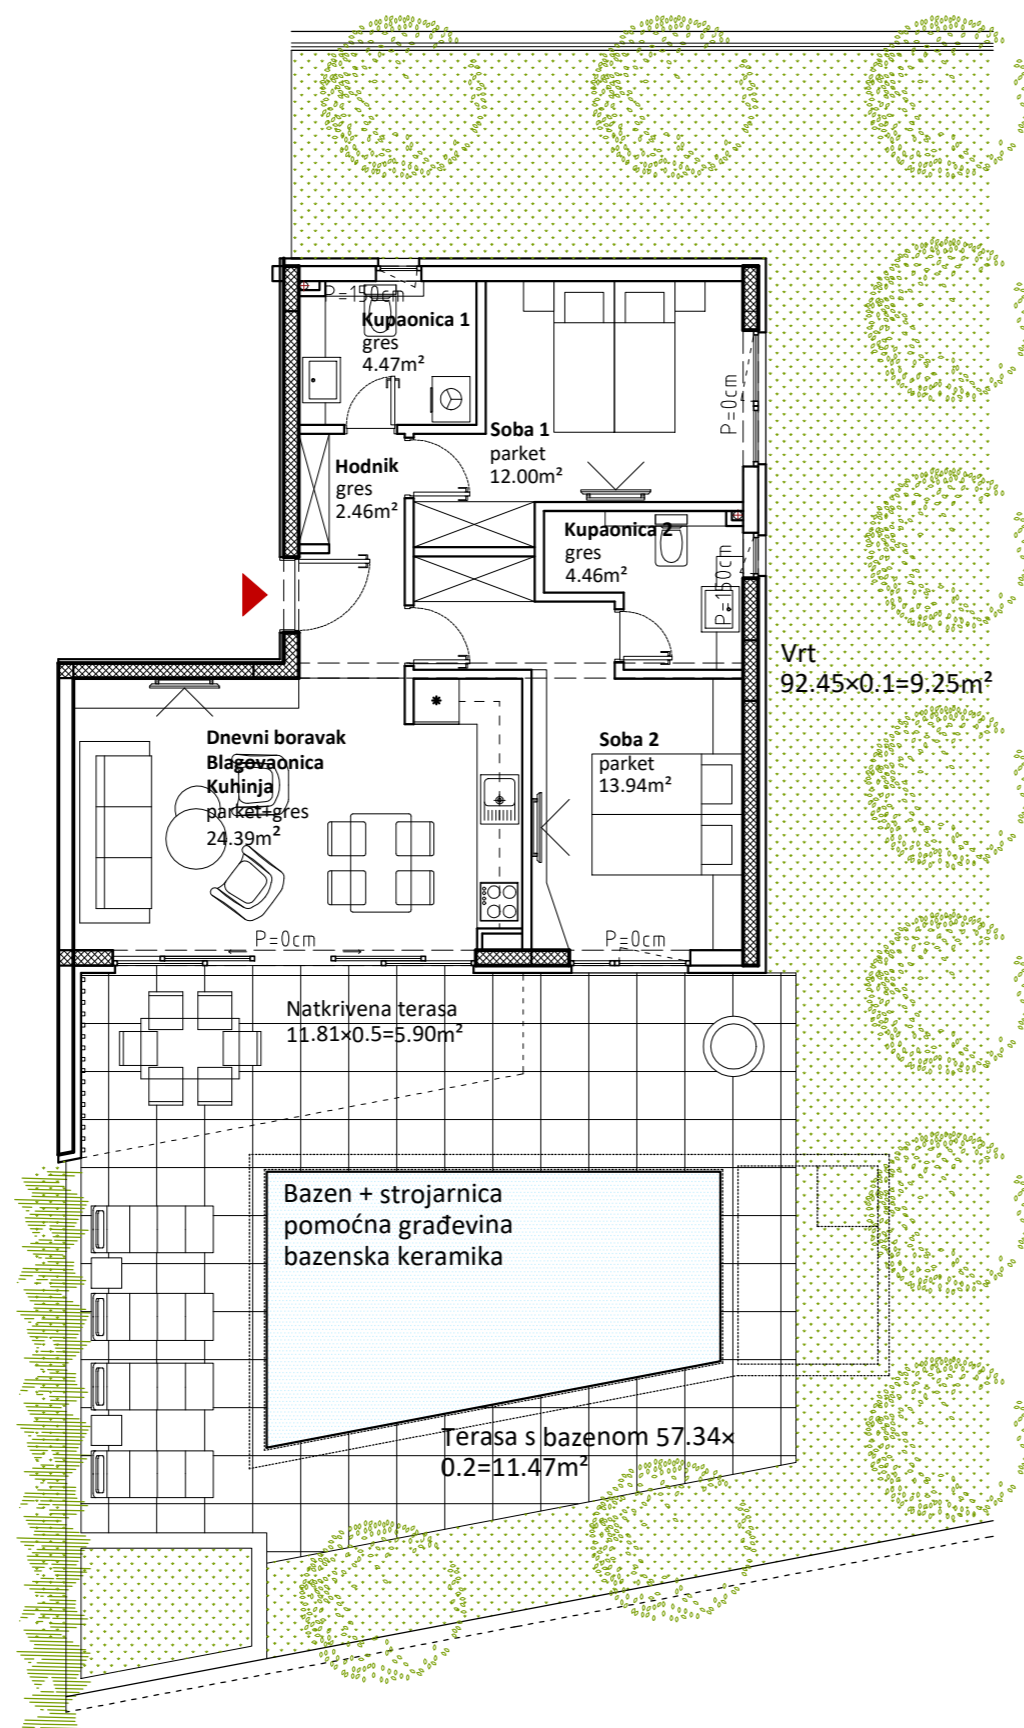 P=150cm
Kupaonica 1
gres
4.47m²
Soba 1
parket
12.00m²
P=0cm
Hodnik
gres
2.46m²
Kupaonica 2
gres
4.46m²
P=150cm
Vrt
92.45×0.1=9.25m²
Dnevni boravak
Blagovaonica
Kuhinja
parket+gres
24.39m²
Soba 2
parket
13.94m²
P=0cm
P=0cm
Natkrivena terasa
11.81×0.5=5.90m²
Bazen + strojarnica
pomoćna građevina
bazenska keramika
Terasa s bazenom 57.34×
0.2=11.47m²